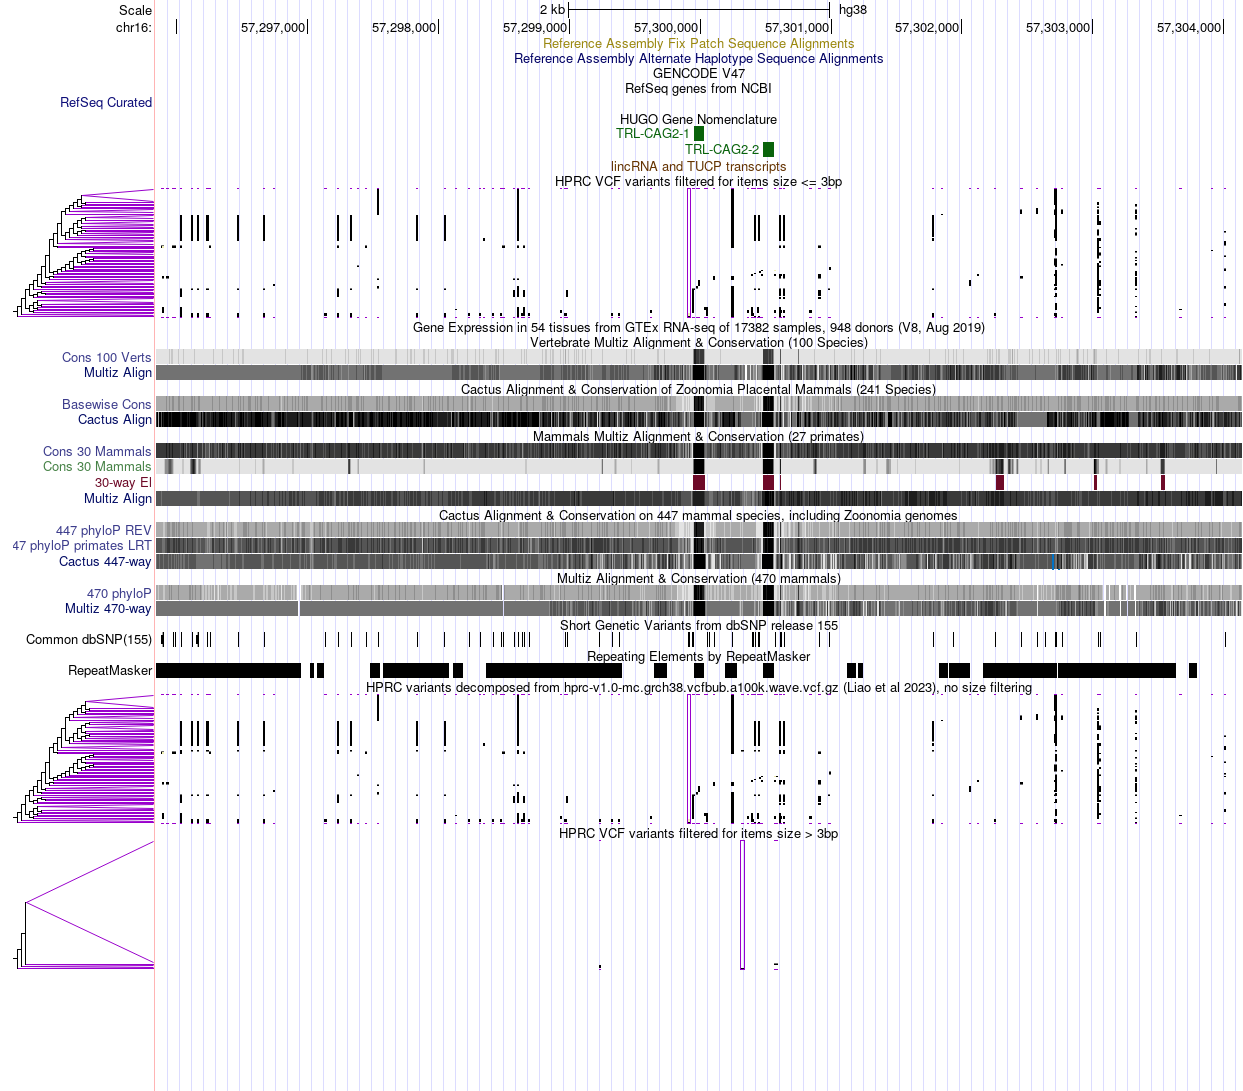 Scale 2 kb hg38
chr16: 57,297,000 57,298,000 57,299,000 57,300,000 57,301,000 57,302,000 57,303,000 57,304,000
Reference Assembly Fix Patch Sequence Alignments
Reference Assembly Alternate Haplotype Sequence Alignments
GENCODE V47
RefSeq genes from NCBI
RefSeq Curated
HUGO Gene Nomenclature
TRL-CAG2-1
TRL-CAG2-2
lincRNA and TUCP transcripts
HPRC VCF variants filtered for items size <= 3bp
Gene Expression in 54 tissues from GTEx RNA-seq of 17382 samples, 948 donors (V8, Aug 2019)
Vertebrate Multiz Alignment & Conservation (100 Species)
Cons 100 Verts
Multiz Align
Cactus Alignment & Conservation of Zoonomia Placental Mammals (241 Species)
Basewise Cons
Cactus Align
Mammals Multiz Alignment & Conservation (27 primates)
Cons 30 Mammals
Cons 30 Mammals
30-way El
Multiz Align
Cactus Alignment & Conservation on 447 mammal species, including Zoonomia genomes
447 phyloP REV
47 phyloP primates LRT
Cactus 447-way
Multiz Alignment & Conservation (470 mammals)
470 phyloP
Multiz 470-way
Short Genetic Variants from dbSNP release 155
Common dbSNP(155)
Repeating Elements by RepeatMasker
RepeatMasker
HPRC variants decomposed from hprc-v1.0-mc.grch38.vcfbub.a100k.wave.vcf.gz (Liao et al 2023), no size filtering
HPRC VCF variants filtered for items size > 3bp